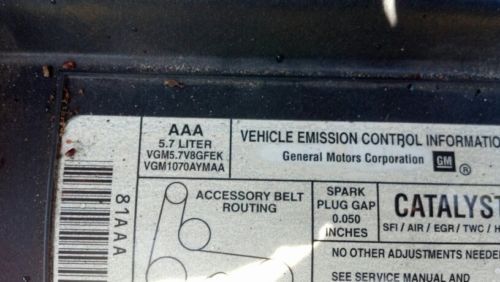 AAA
5.7 LITER
VGM5.7V8GFEK
VGM1070AYMAA
VEHICLE EMISSION CONTROL INFORMATIO
General Motors Corporation GM ®
81AAA
ACCESSORY BELT
ROUTING
SPARK
PLUG GAP
0.050
INCHES
CATALYST
SFI / AIR / EGR / TWC / H
NO OTHER ADJUSTMENTS NEEDE
SEE SERVICE MANUAL AND